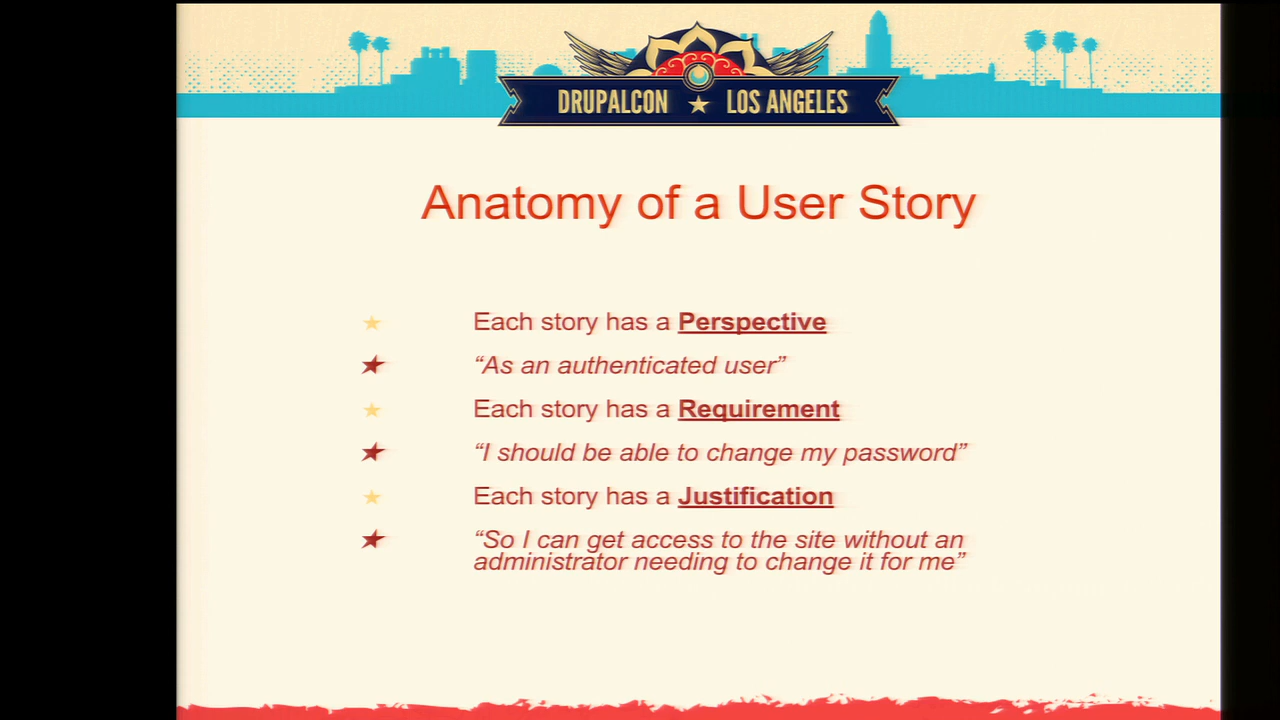 DRUPALCON ★ LOS ANGELES
Anatomy of a User Story
Each story has a Perspective
“As an authenticated user”
Each story has a Requirement
“I should be able to change my password”
Each story has a Justification
“So I can get access to the site without an
administrator needing to change it for me”